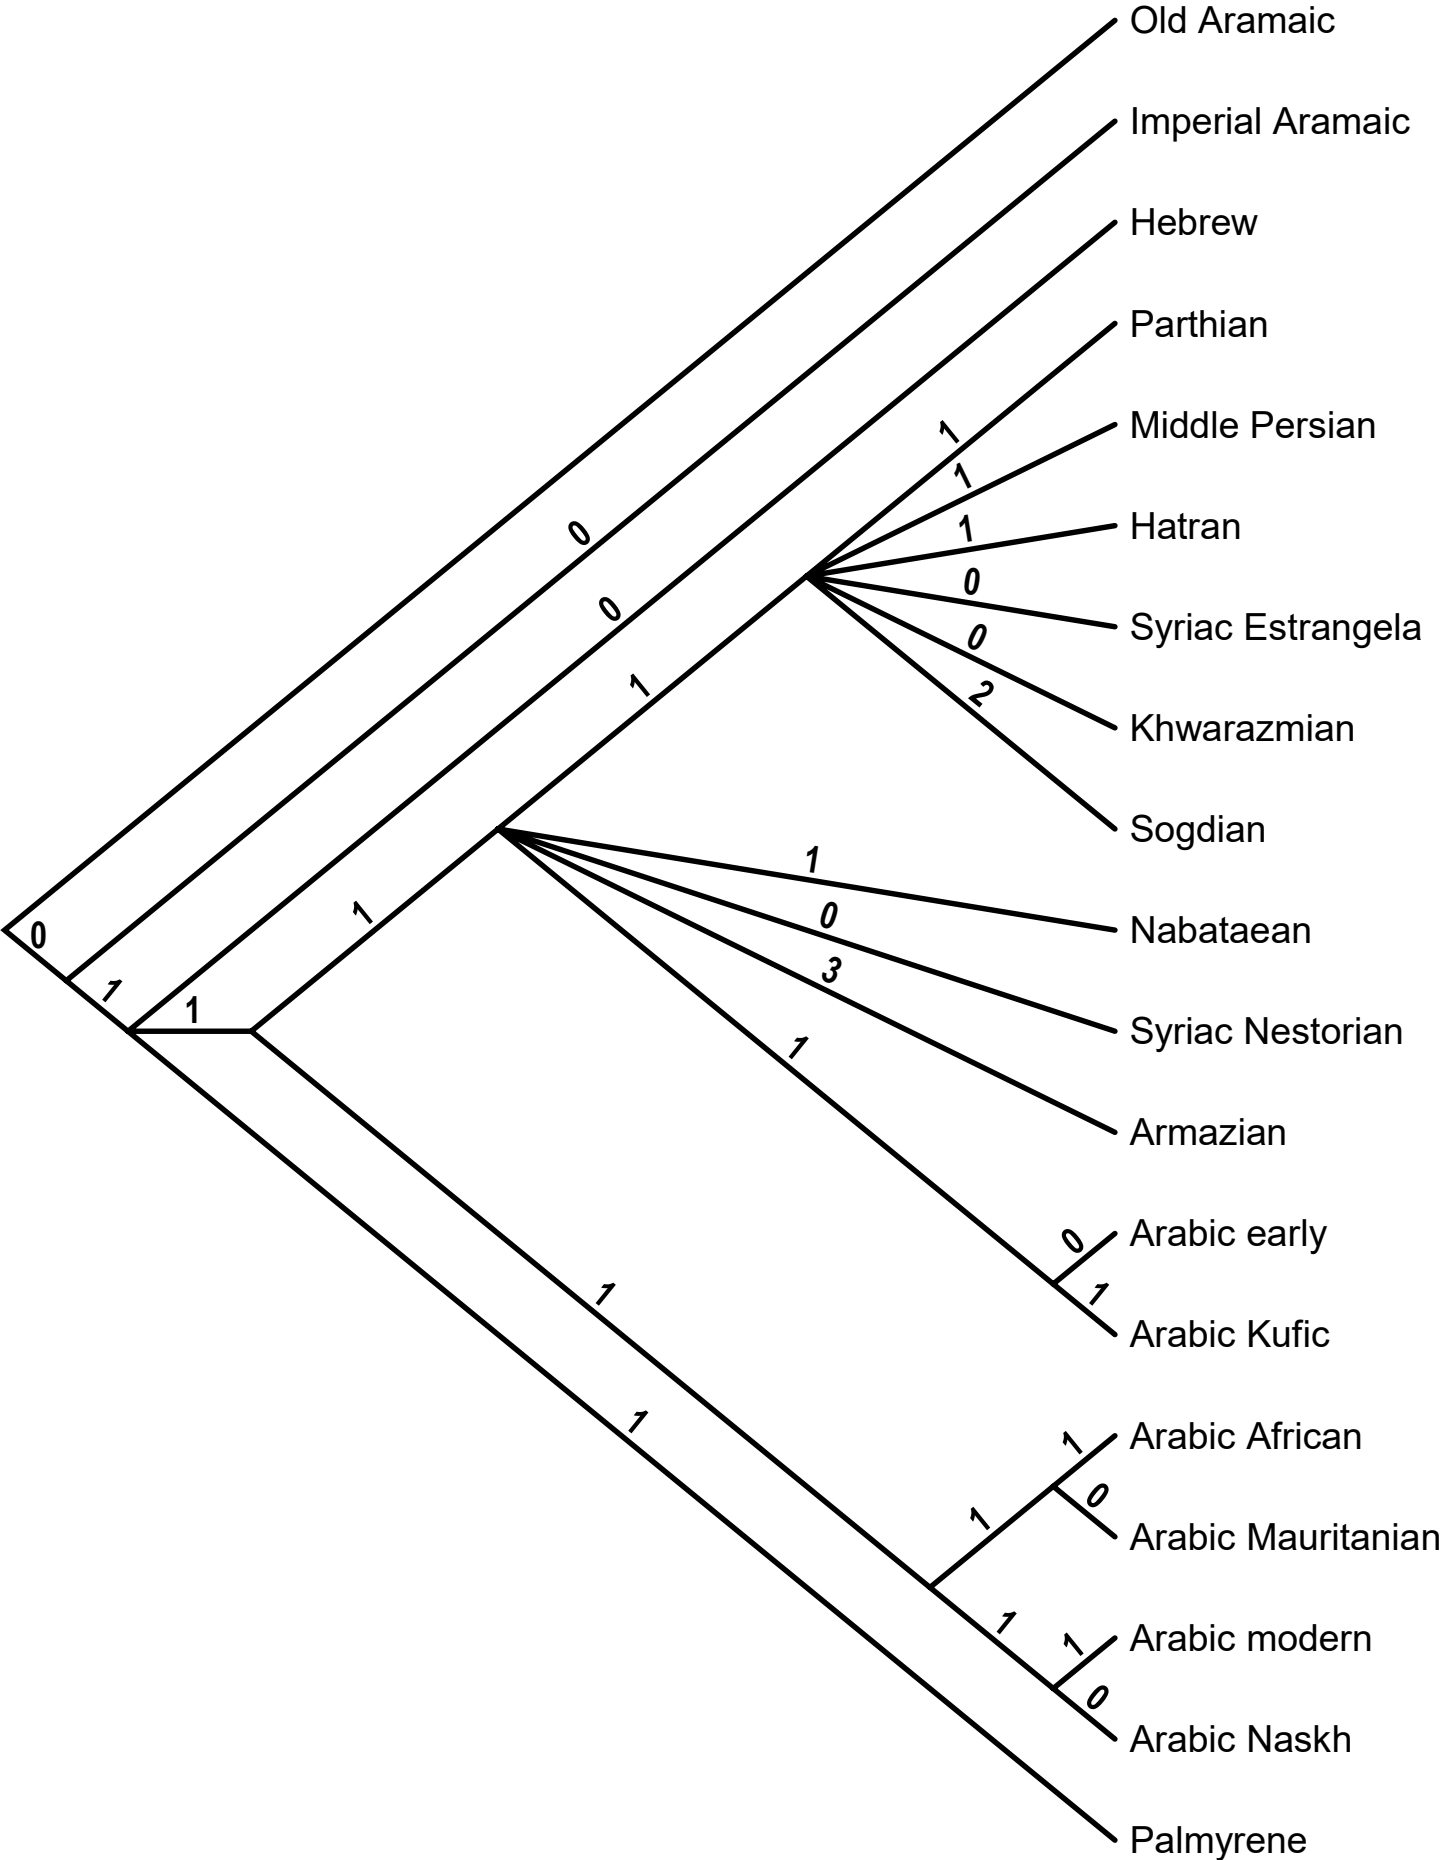 Old Aramaic
Imperial Aramaic
Hebrew
Parthian
1
Middle Persian
1
Hatran
1
0
0
Syriac Estrangela
0
0
Khwarazmian
1
2
Sogdian
1
1
0
Nabataean
0
3
1
1
Syriac Nestorian
1
Armazian
0
Arabic early
1
1
Arabic Kufic
1
1
Arabic African
0
1
Arabic Mauritanian
1
1
Arabic modern
0
Arabic Naskh
Palmyrene